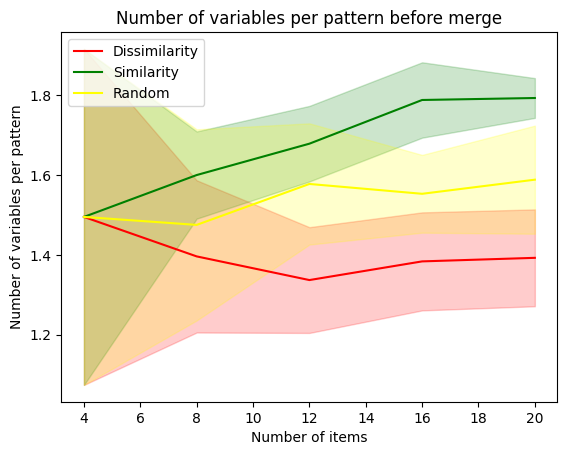 Number of variables per pattern before merge
Dissimilarity
Similarity
Random
Number of variables per pattern
1.8
1.6
1.4
1.2
4 6 8 10 12 14 16 18 20
Number of items